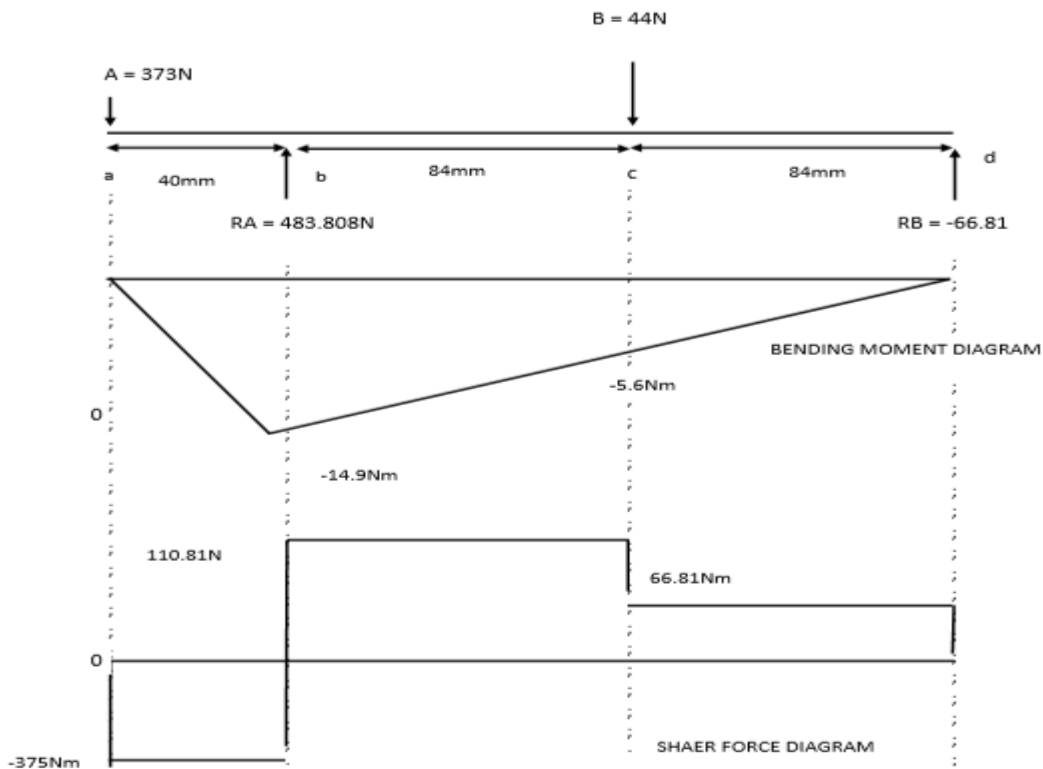 B = 44N
A = 373N
a
40mm
b
84mm
c
84mm
d
RA = 483.808N
RB = -66.81
BENDING MOMENT DIAGRAM
-5.6Nm
0
-14.9Nm
110.81N
66.81Nm
0
SHAER FORCE DIAGRAM
-375Nm